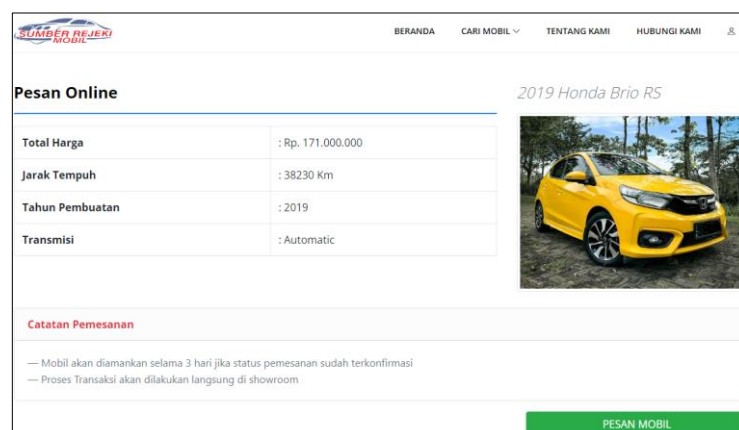 SUMBER REJEKI
MOBIL
BERANDA CARI MOBIL TENTANG KAMI HUBUNGI KAMI
Pesan Online
2019 Honda Brio RS
Total Harga : Rp. 171.000.000
Jarak Tempuh : 38230 Km
Tahun Pembuatan : 2019
Transmisi : Automatic
Catatan Pemesanan
— Mobil akan diamankan selama 3 hari jika status pemesanan sudah terkonfirmasi
— Proses Transaksi akan dilakukan langsung di showroom
PESAN MOBIL